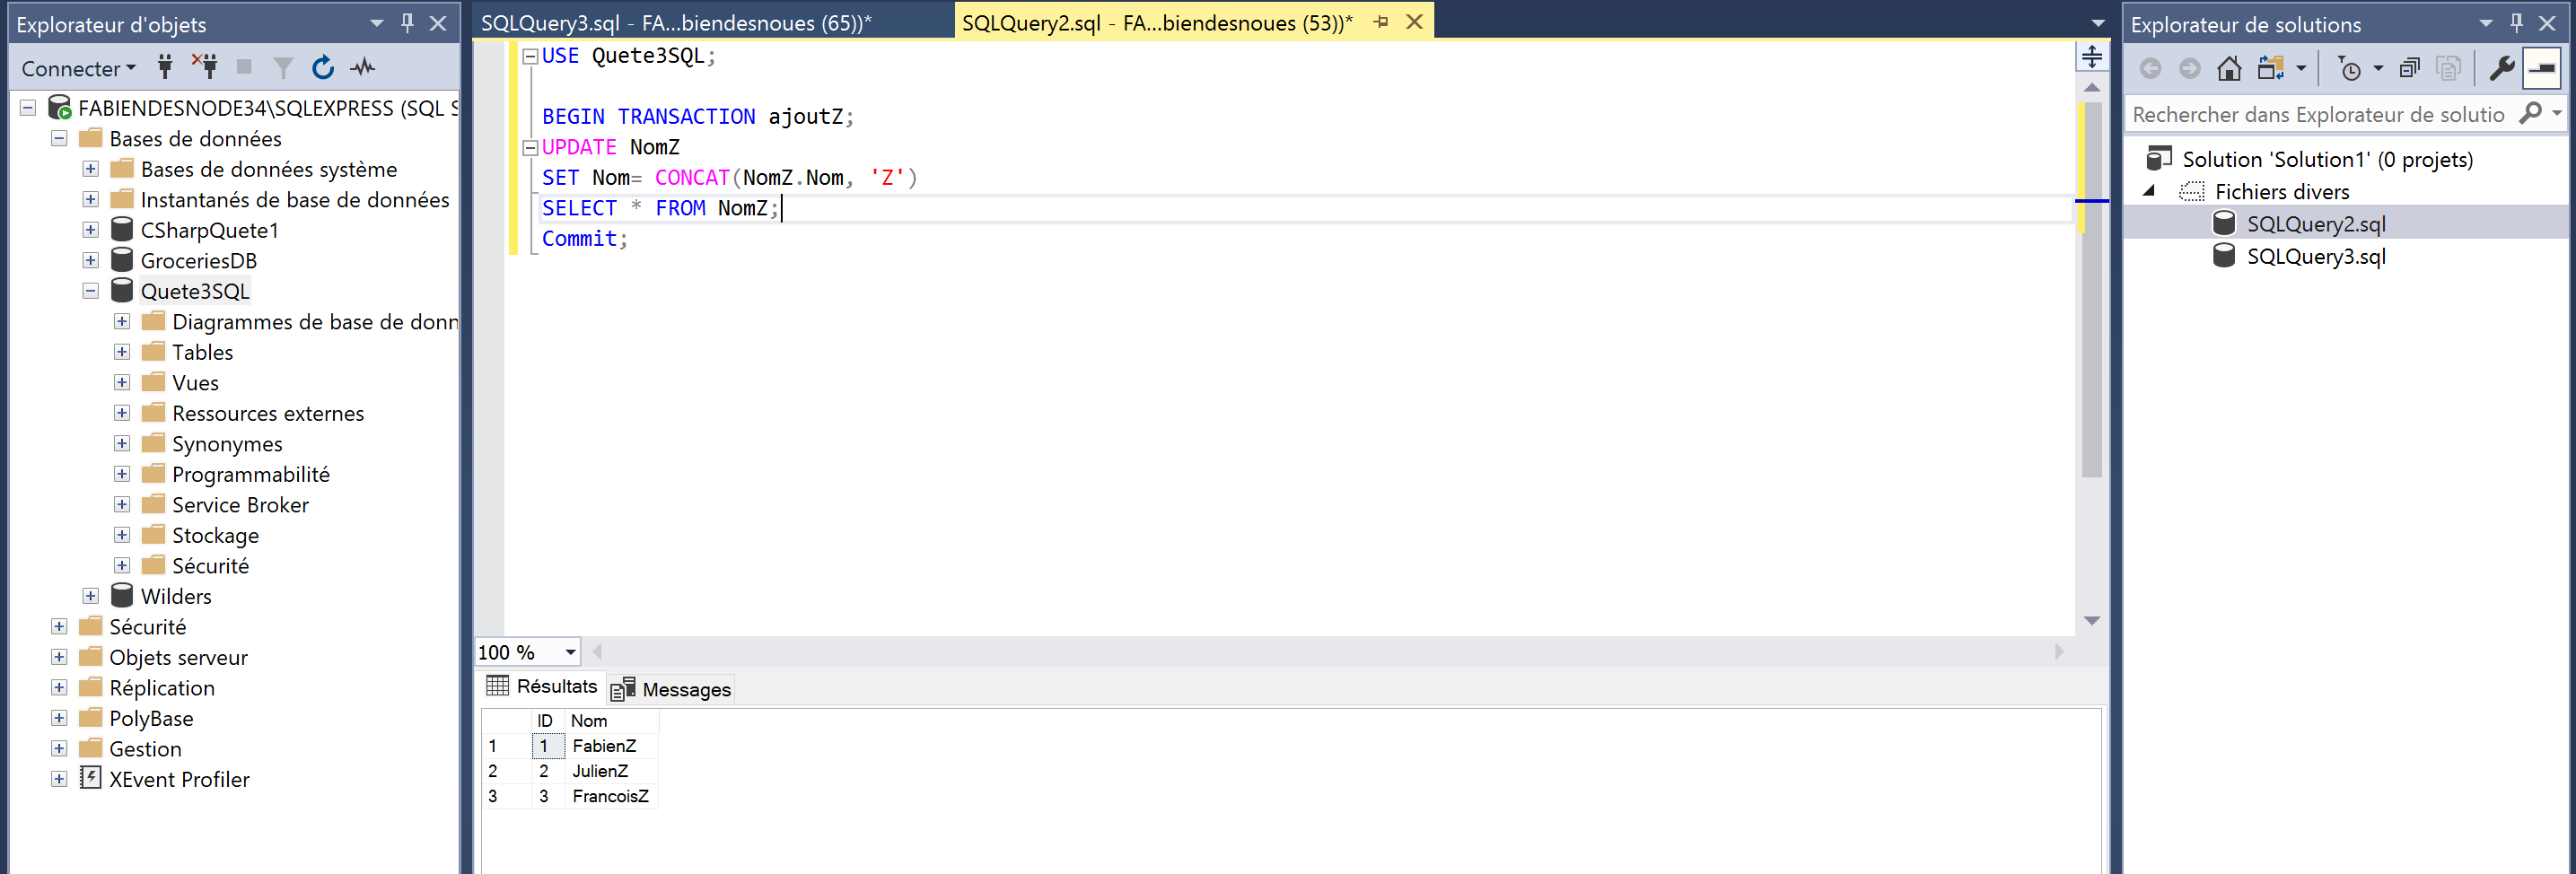 Explorateur d'objets
Connecter
FABIENDESNODE34\SQLEXPRESS (SQL S
Bases de données
Bases de données système
Instantanés de base de données
CSharpQuete1
GroceriesDB
Quete3SQL
Diagrammes de base de donn
Tables
Vues
Ressources externes
Synonymes
Programmabilité
Service Broker
Stockage
Sécurité
Wilders
Sécurité
Objets serveur
Réplication
PolyBase
Gestion
XEvent Profiler
SQLQuery3.sql - FA...biendesnoues (65))*
SQLQuery2.sql - FA...biendesnoues (53))*
USE Quete3SQL;
BEGIN TRANSACTION ajoutZ;
UPDATE NomZ
SET Nom= CONCAT(NomZ.Nom, 'Z')
SELECT * FROM NomZ;
Commit;
100 %
Résultats
Messages
ID Nom
1 1 FabienZ
2 2 JulienZ
3 3 FrancoisZ
Explorateur de solutions
Rechercher dans Explorateur de solutio
Solution 'Solution1' (0 projets)
Fichiers divers
SQLQuery2.sql
SQLQuery3.sql